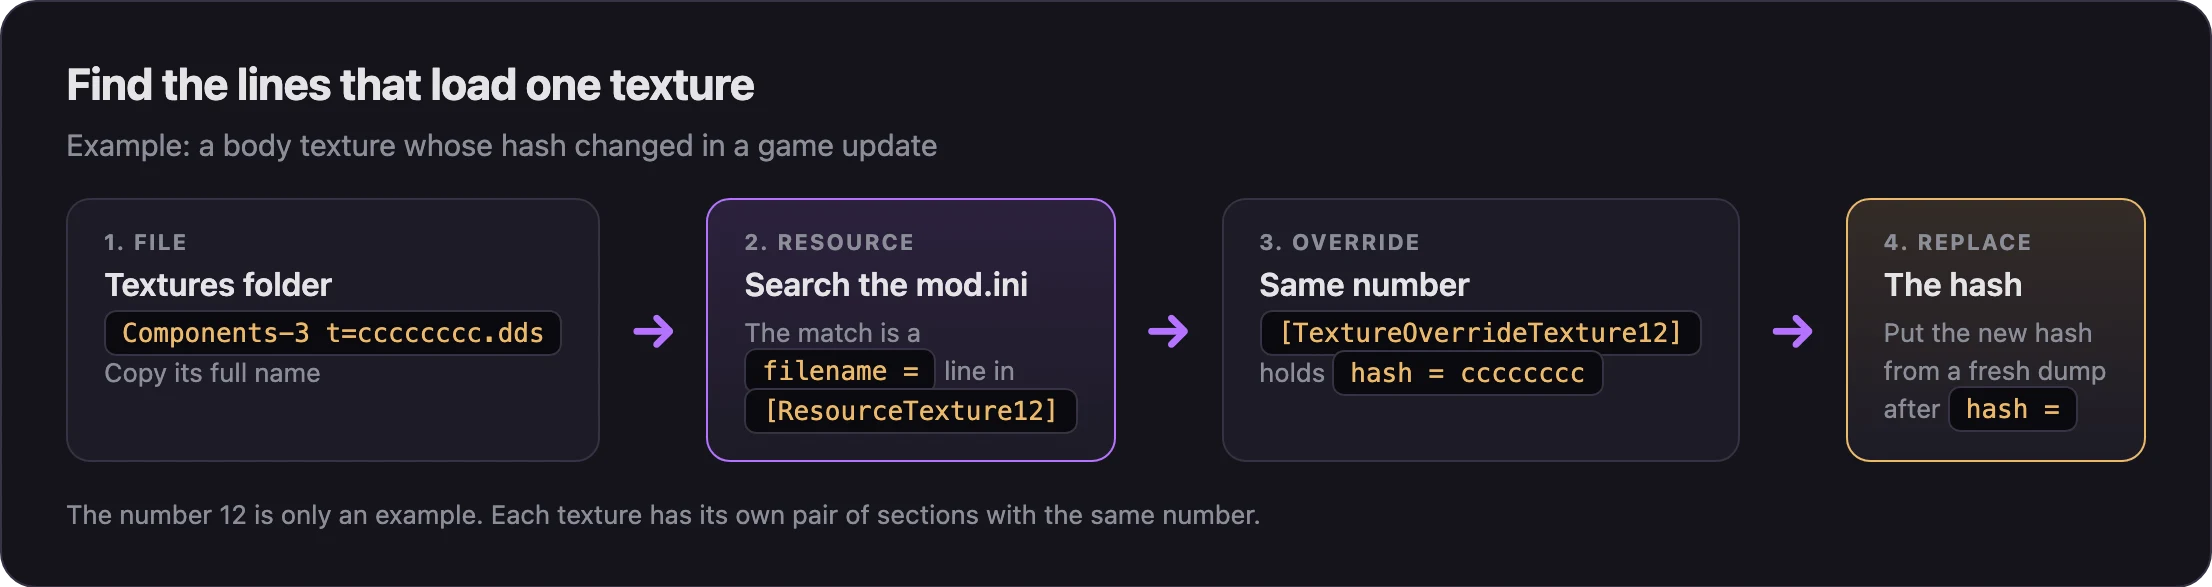 Find the lines that load one texture
Example: a body texture whose hash changed in a game update
1. FILE
Textures folder
Components-3 t=cccccccc.dds
Copy its full name
2. RESOURCE
Search the mod.ini
The match is a
filename = line in
[ResourceTexture12]
3. OVERRIDE
Same number
[TextureOverrideTexture12]
holds hash = cccccccc
4. REPLACE
The hash
Put the new hash
from a fresh dump
after hash =
The number 12 is only an example. Each texture has its own pair of sections with the same number.